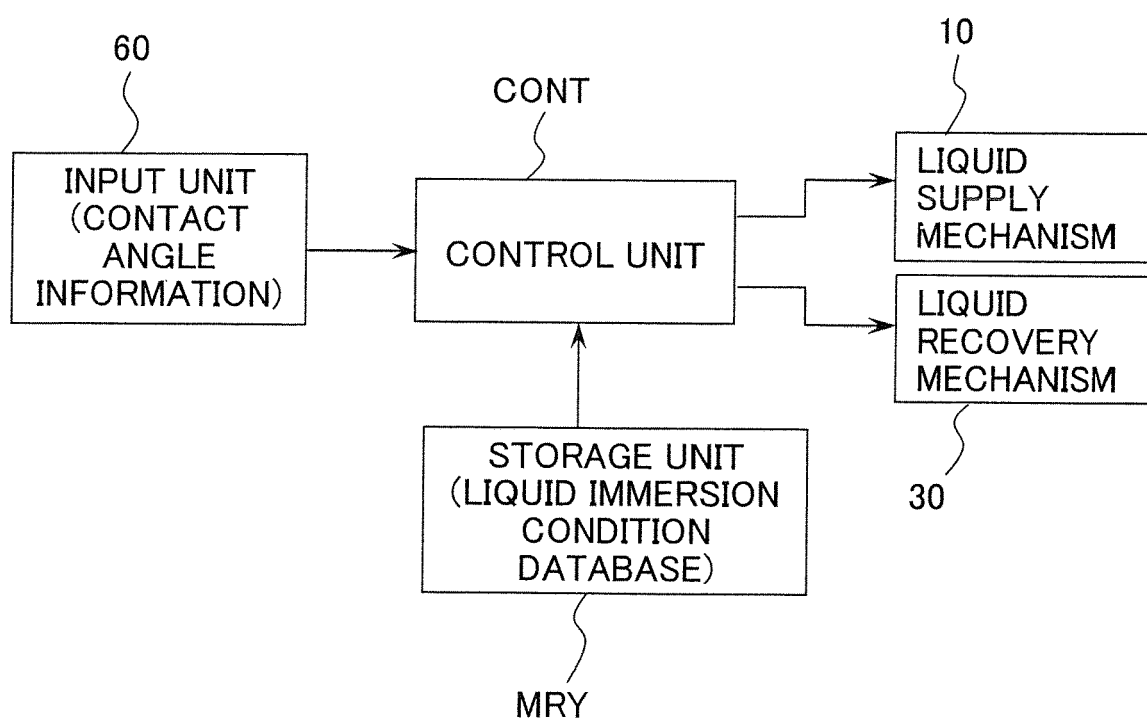 60
CONT
10
INPUT UNIT
(CONTACT
ANGLE
INFORMATION)
CONTROL UNIT
LIQUID
SUPPLY
MECHANISM
LIQUID
RECOVERY
MECHANISM
STORAGE UNIT
(LIQUID IMMERSION
CONDITION
DATABASE)
30
MRY